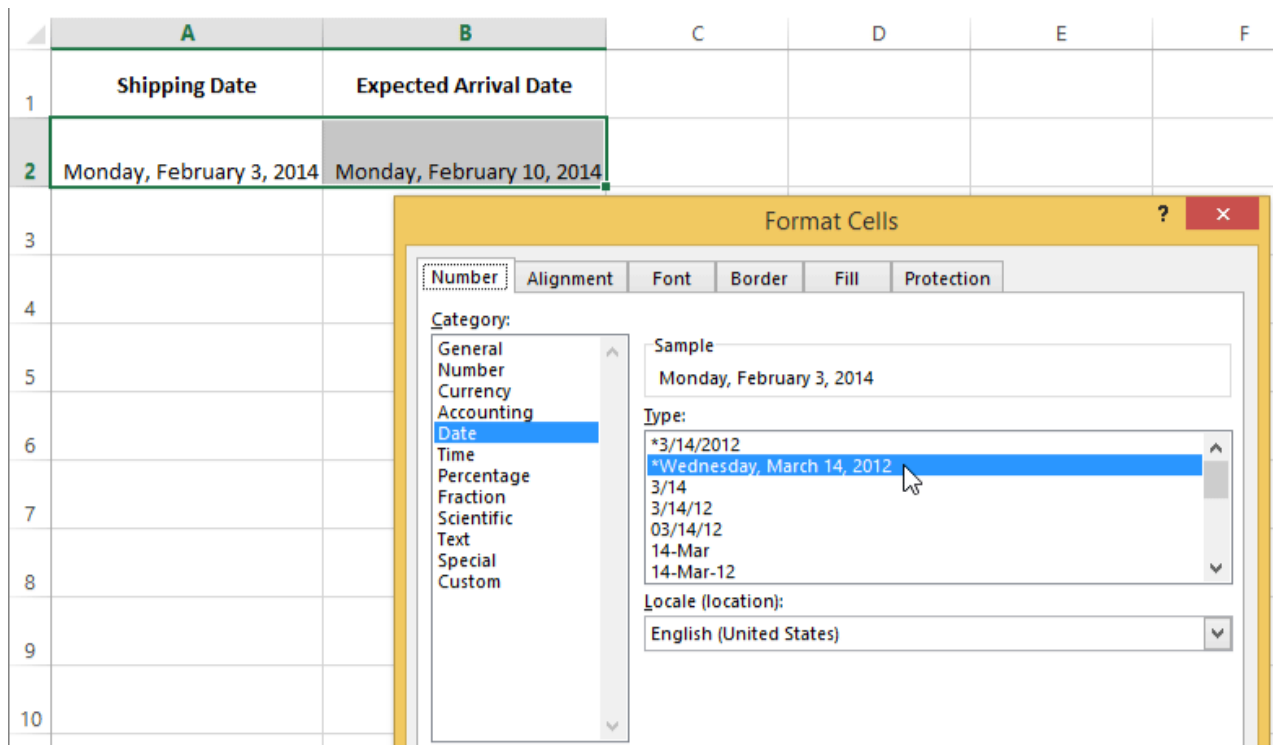 A B C D E F
1 Shipping Date Expected Arrival Date
2 Monday, February 3, 2014 Monday, February 10, 2014
3
4
5
6
7
8
9
10
Format Cells ?
Number Alignment Font Border Fill Protection
Category:
General
Number
Currency
Accounting
Date
Time
Percentage
Fraction
Scientific
Text
Special
Custom
Sample
Monday, February 3, 2014
Type:
*3/14/2012
*Wednesday, March 14, 2012
3/14
3/14/12
03/14/12
14-Mar
14-Mar-12
Locale (location):
English (United States)